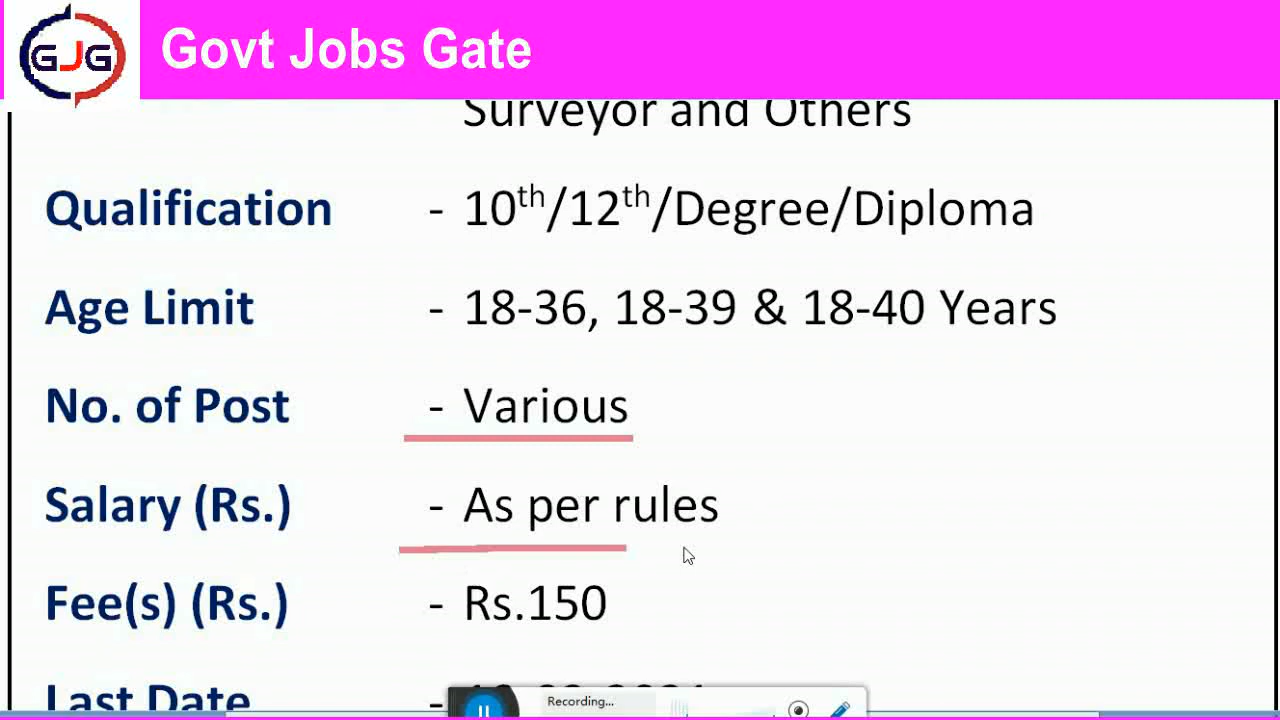 GJG
Govt Jobs Gate
Surveyor and Others
Qualification - 10th/12th/Degree/Diploma
Age Limit - 18-36, 18-39 & 18-40 Years
No. of Post - Various
Salary (Rs.) - As per rules
Fee(s) (Rs.) - Rs.150
Last Date -
Recording...